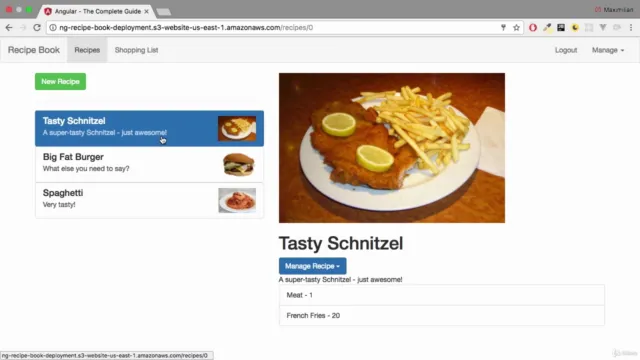 Angular - The Complete Guide
Maximilian
ng-recipe-book-deployment.s3-website-us-east-1.amazonaws.com/recipes/0
Recipe Book Recipes Shopping List Logout Manage
New Recipe
Tasty Schnitzel
A super-tasty Schnitzel - just awesome!
Big Fat Burger
What else you need to say?
Spaghetti
Very tasty!
Tasty Schnitzel
Manage Recipe
A super-tasty Schnitzel - just awesome!
Meat - 1
French Fries - 20
ng-recipe-book-deployment.s3-website-us-east-1.amazonaws.com/recipes/0